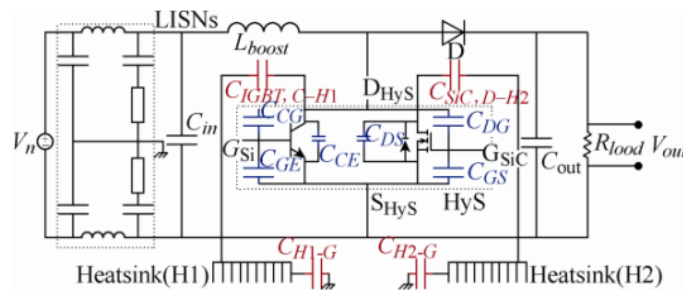 LISNs
L_boost
D
C_IGBT, C-H1
D_HyS
C_SiC, D-H2
C_CG
C_DS
C_DG
V_n
C_in
G_Si
C_CE
G_SiC
C_out
R_lood
V_out
C_GE
C_GS
S_HyS
HyS
C_H1-G
C_H2-G
Heatsink(H1)
Heatsink(H2)